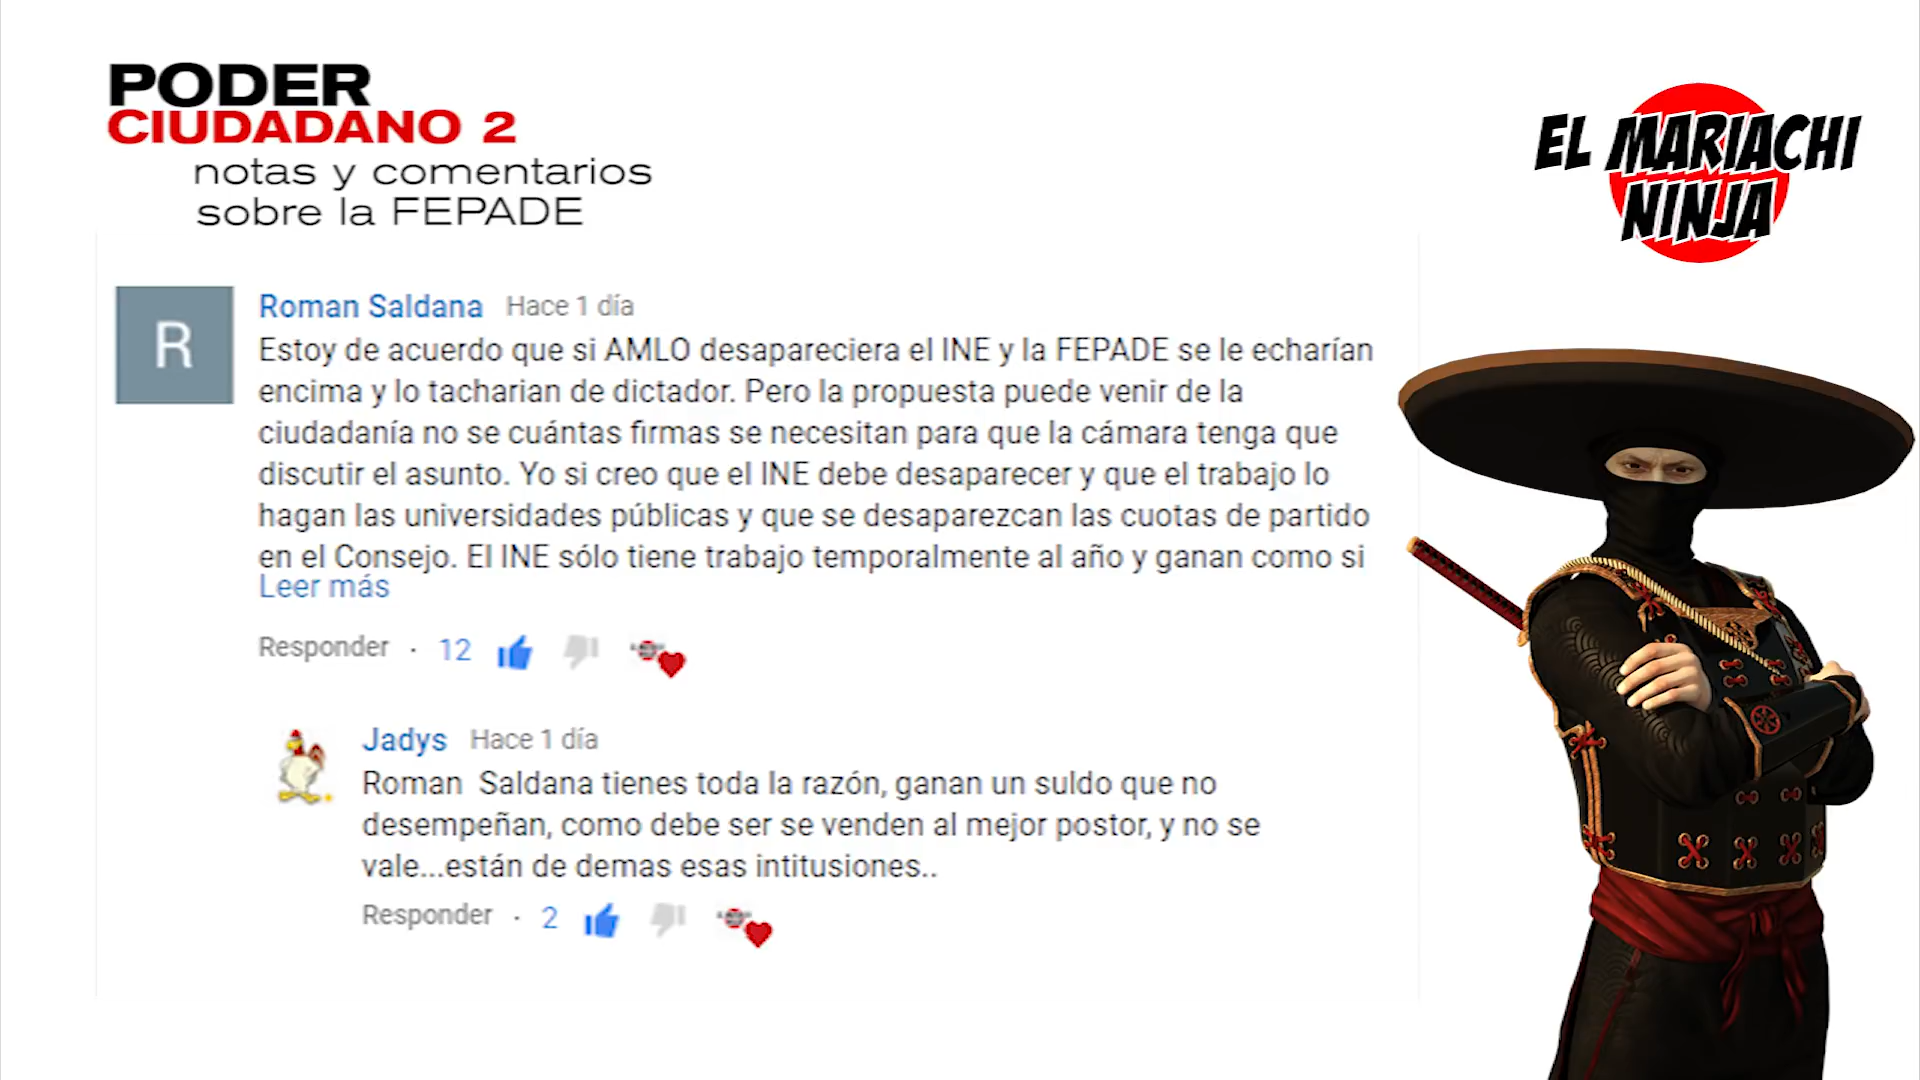 PODER
CIUDADANO 2
notas y comentarios
sobre la FEPADE
EL MARIACHI
NINJA
R
Roman Saldana Hace 1 día
Estoy de acuerdo que si AMLO desapareciera el INE y la FEPADE se le echarían
encima y lo tacharian de dictador. Pero la propuesta puede venir de la
ciudadanía no se cuántas firmas se necesitan para que la cámara tenga que
discutir el asunto. Yo si creo que el INE debe desaparecer y que el trabajo lo
hagan las universidades públicas y que se desaparezcan las cuotas de partido
en el Consejo. El INE sólo tiene trabajo temporalmente al año y ganan como si
Leer más
Responder · 12
Jadys Hace 1 día
Roman Saldana tienes toda la razón, ganan un suldo que no
desempeñan, como debe ser se venden al mejor postor, y no se
vale...están de demas esas intitusiones..
Responder · 2